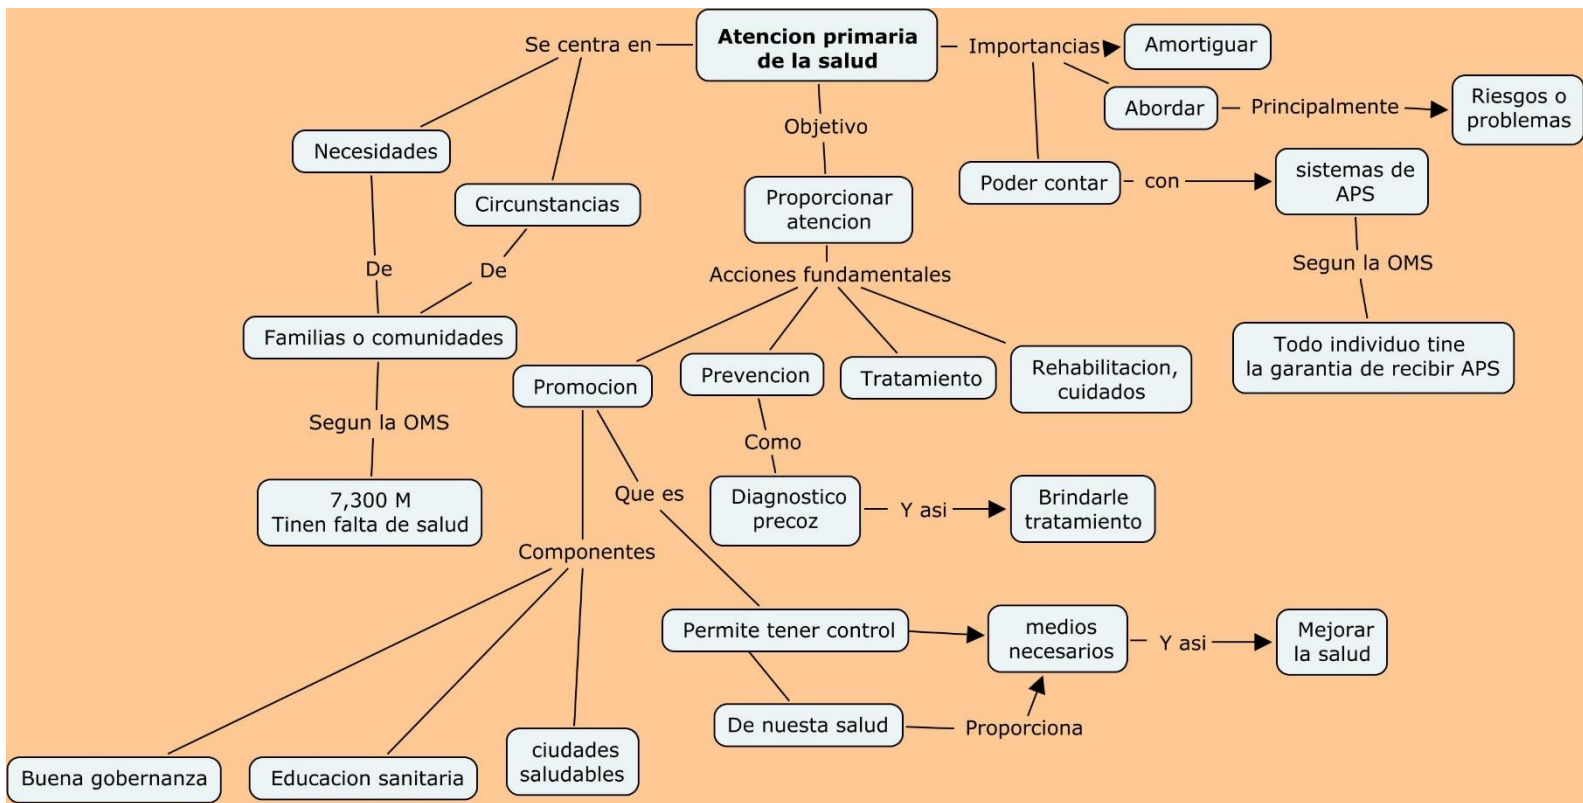 Se centra en
Atencion primaria
de la salud
Importancias
Amortiguar
Abordar
Principalmente
Riesgos o
problemas
Objetivo
Necesidades
Circunstancias
Proporcionar
atencion
Poder contar
con
sistemas de
APS
De
De
Acciones fundamentales
Segun la OMS
Familias o comunidades
Todo individuo tine
la garantia de recibir APS
Promocion
Prevencion
Tratamiento
Rehabilitacion,
cuidados
Segun la OMS
Como
7,300 M
Tinen falta de salud
Que es
Diagnostico
precoz
Y asi
Brindarle
tratamiento
Componentes
Permite tener control
medios
necesarios
Y asi
Mejorar
la salud
De nuesta salud
Proporciona
Buena gobernanza
Educacion sanitaria
ciudades
saludables